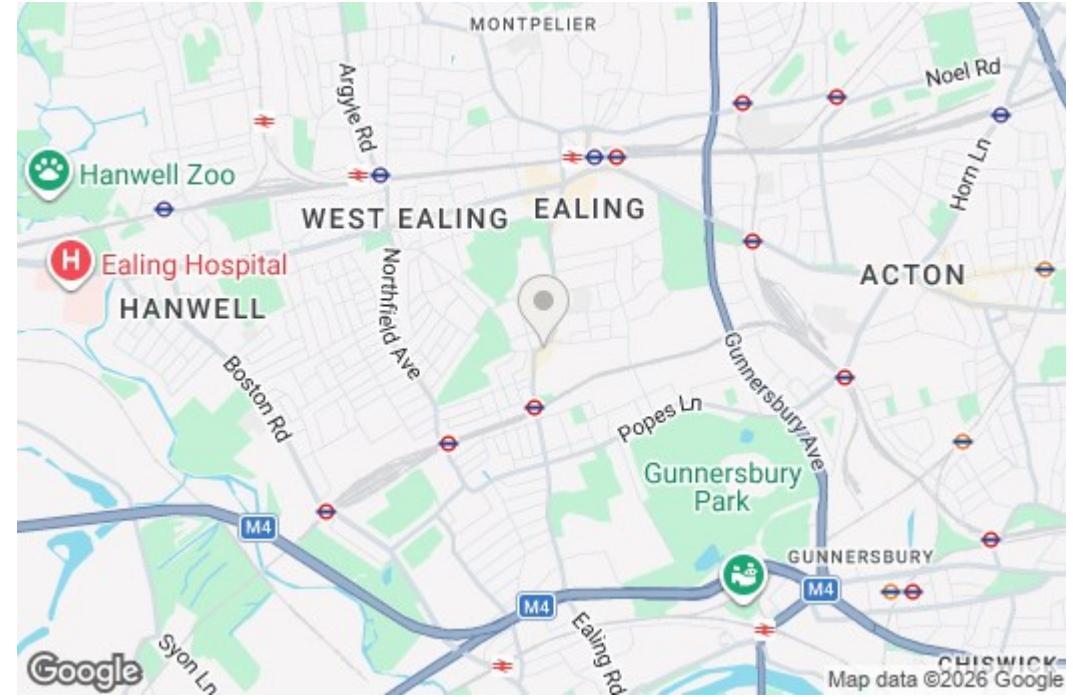 MONTPELIER
Noel Rd
Argyle Rd
Horn Ln
Hanwell Zoo
WEST EALING
EALING
H
Ealing Hospital
ACTON
HANWELL
Northfield Ave
Boston Rd
Gunnersbury Ave
Popes Ln
Gunnersbury
Park
M4
GUNNERSBURY
M4
M4
Ealing Rd
Syon Ln
CHISWICK
Google
Map data ©2026 Google